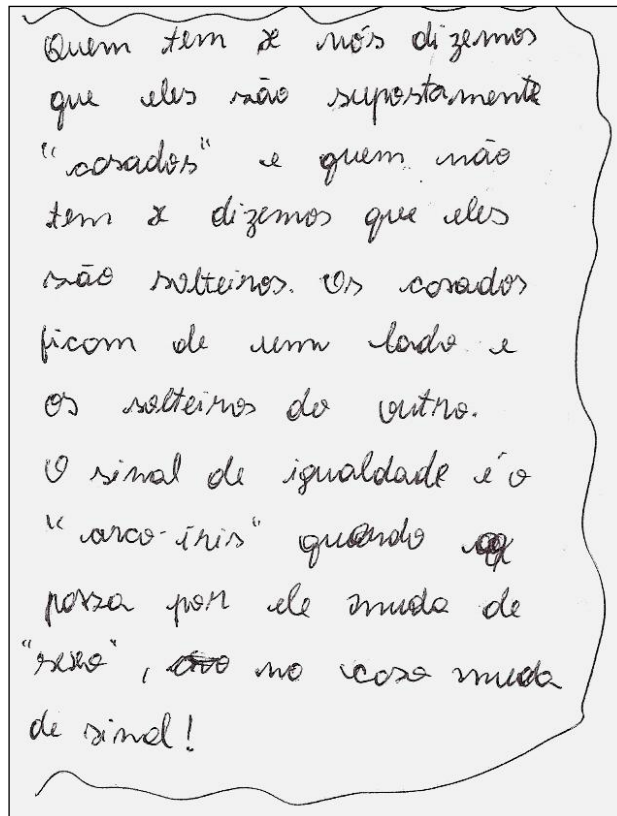 Quem tem x nós dizemos
que eles são supostamente
"casados" e quem não
tem x dizemos que eles
são solteiros. Os casados
ficam de um lado e
os solteiros do outro.
O sinal de igualdade é o
"arco-íris" quando
passa por ele muda de
"sexo", no caso muda
de sinal!